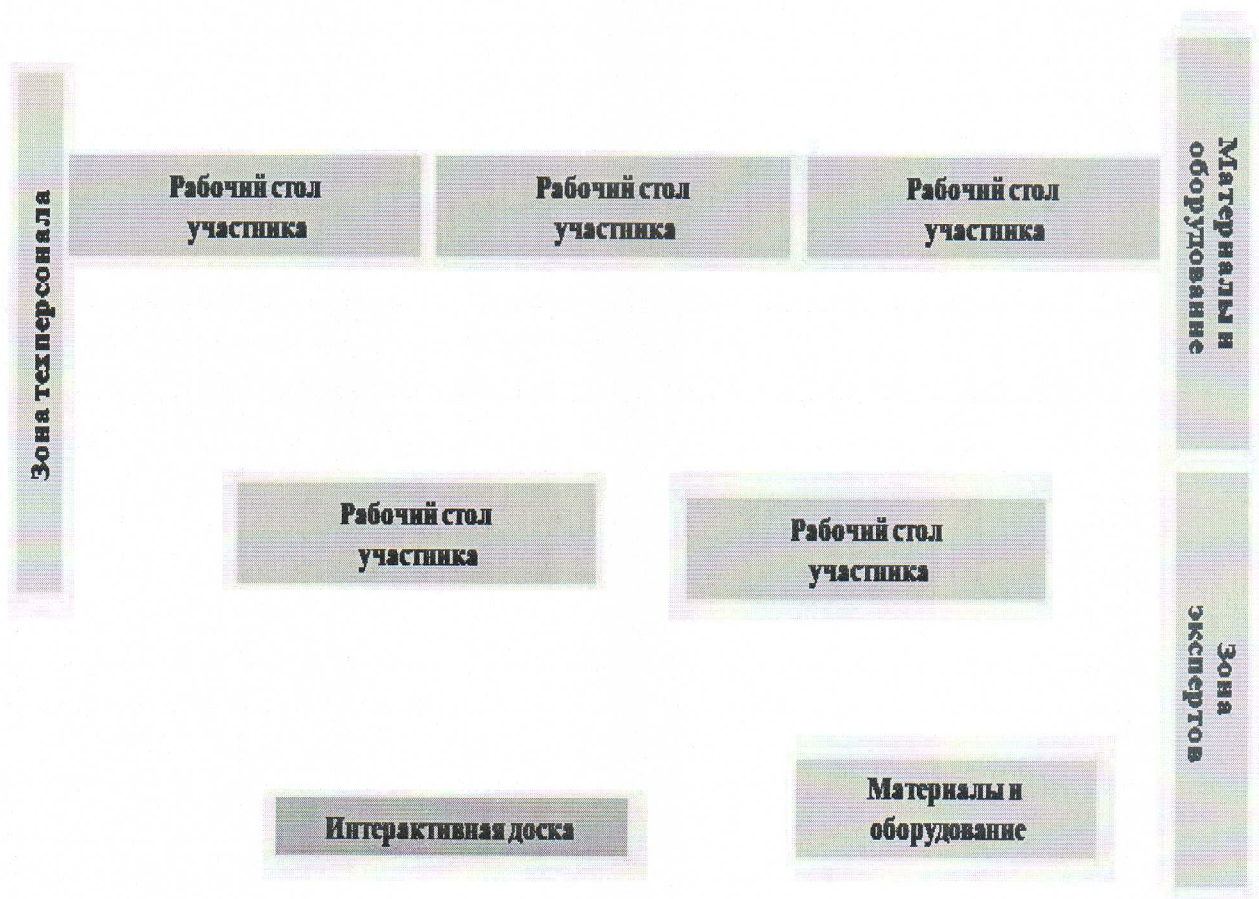 Зона техперсонала
Рабочий стол
участника
Рабочий стол
участника
Рабочий стол
участника
Материалы и
оборудование
Рабочий стол
участника
Рабочий стол
участника
Зона
экспертов
Интерактивная доска
Материалы и
оборудование